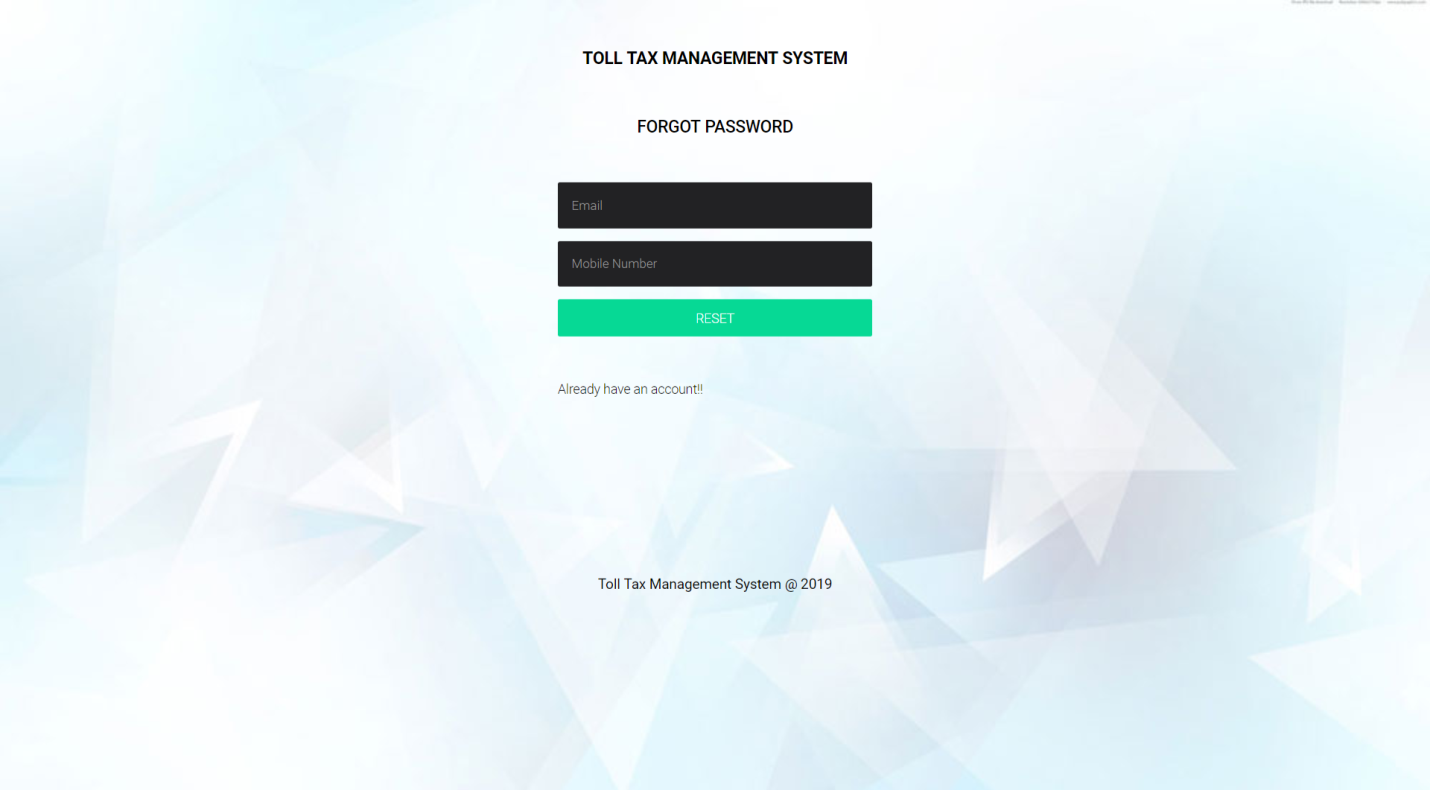 TOLL TAX MANAGEMENT SYSTEM
FORGOT PASSWORD
Email
Mobile Number
RESET
Already have an account!!
Toll Tax Management System @ 2019